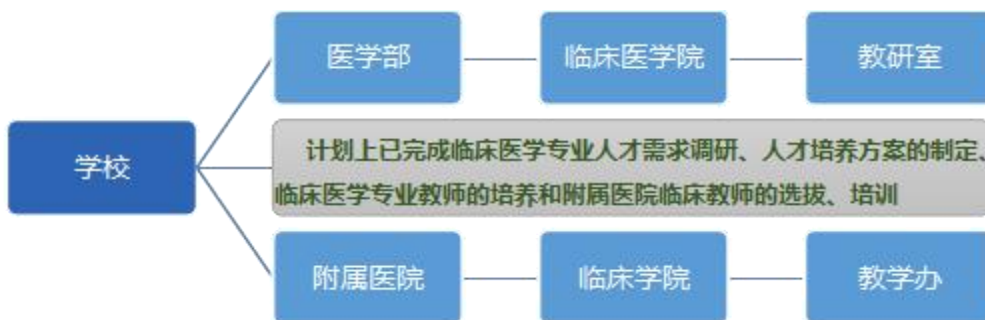 医学部
临床医学院
教研室
学校
计划上已完成临床医学专业人才需求调研、人才培养方案的制定、
临床医学专业教师的培养和附属医院临床教师的选拔、培训
附属医院
临床学院
教学办